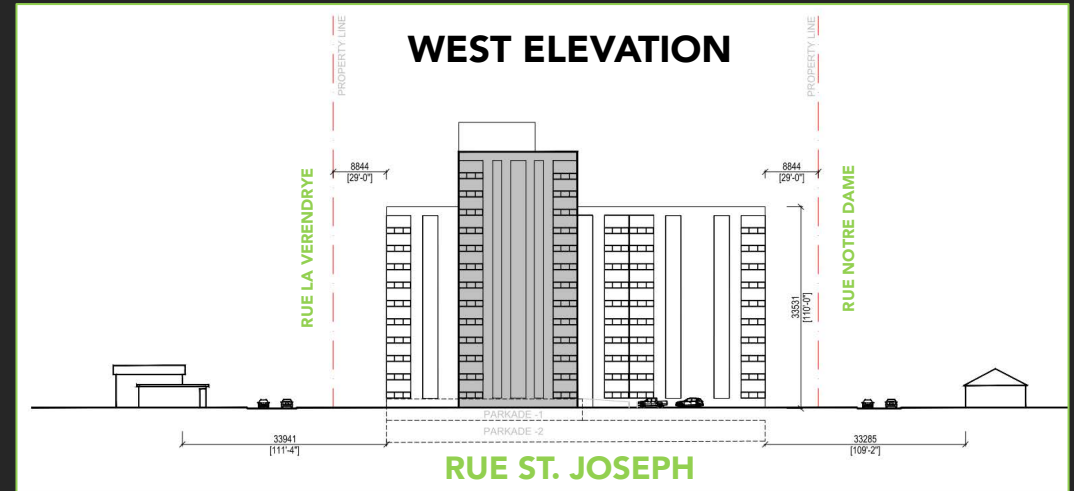 WEST ELEVATION
PROPERTY LINE
PROPERTY LINE
8844
[29'-0"]
8844
[29'-0"]
RUE LA VERENDRYE
RUE NOTRE DAME
33531
[110'-0"]
PARKADE -1
PARKADE -2
33941
[111'-4"]
33285
[109'-2"]
RUE ST. JOSEPH